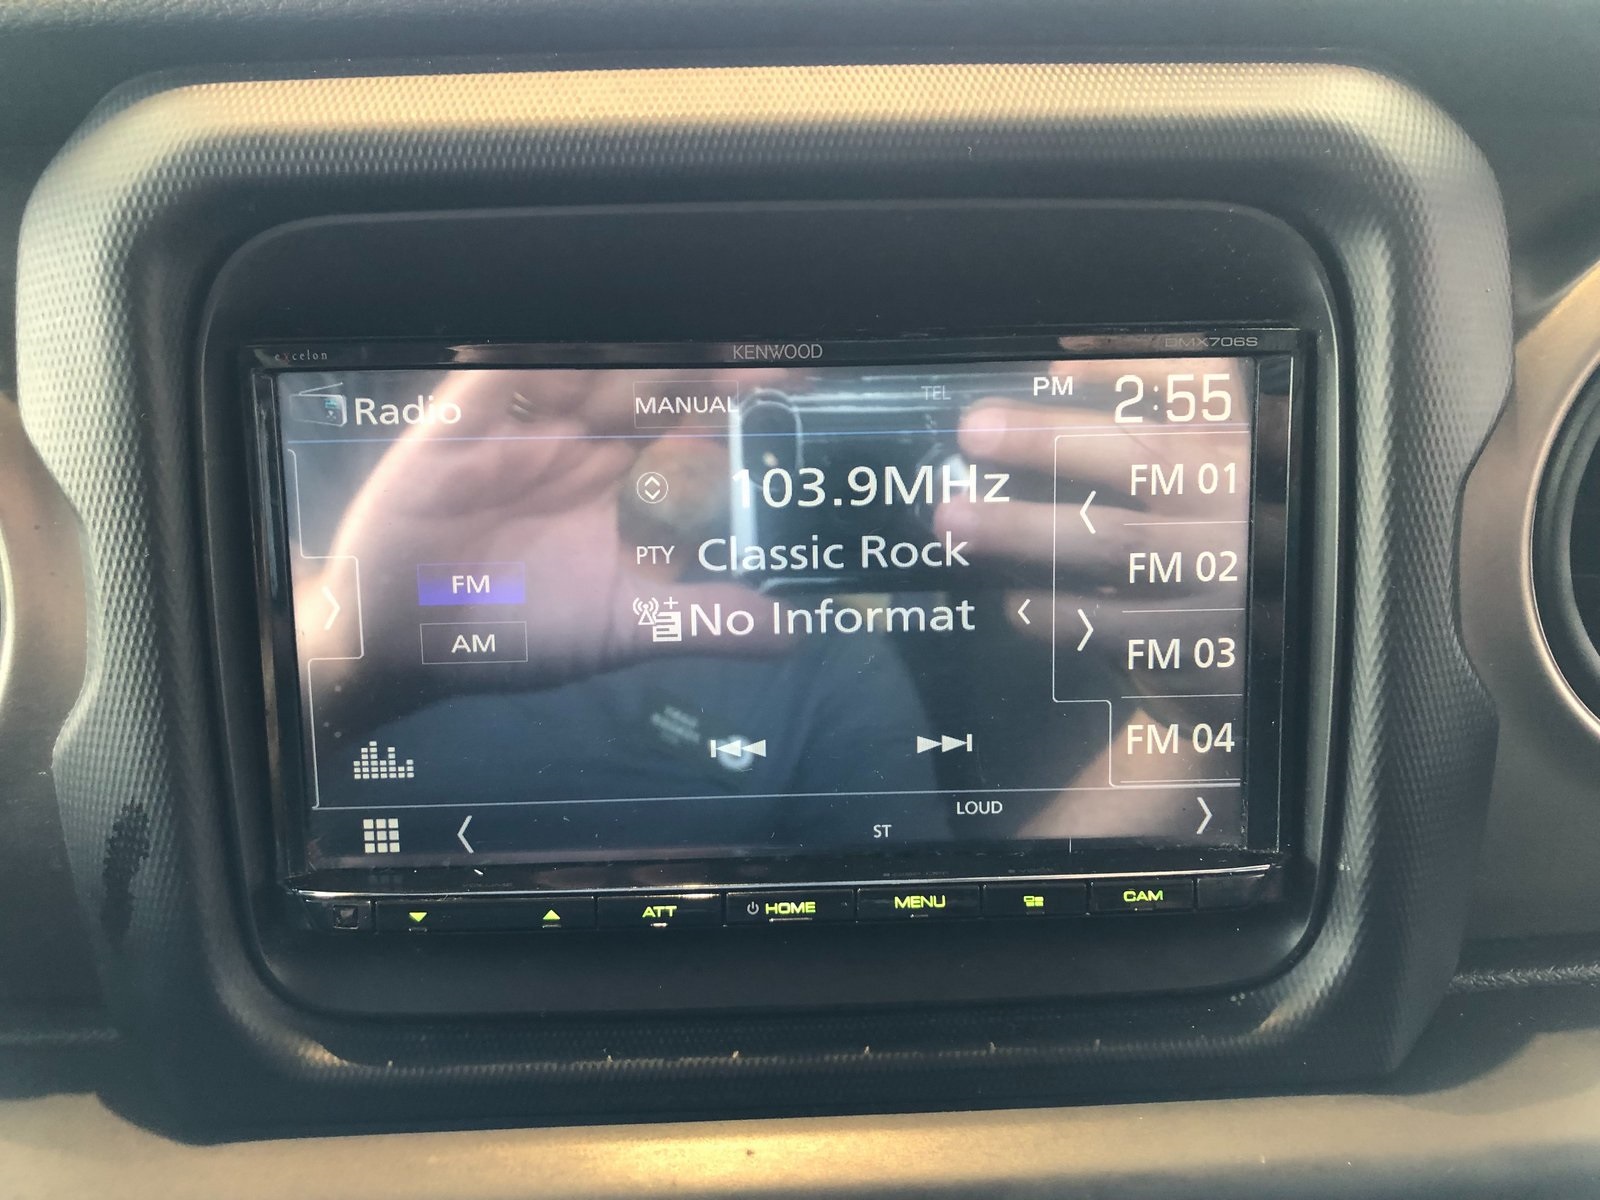 excelon
KENWOOD
DMX706S
Radio
MANUAL
TEL
PM 2:55
103.9MHz
PTY Classic Rock
No Informat
FM
AM
FM 01
FM 02
FM 03
FM 04
LOUD
ST
ATT
HOME
MENU
CAM